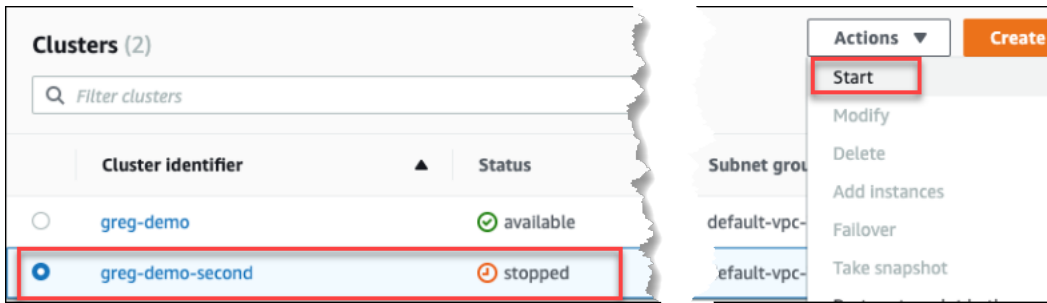 Clusters (2)
Actions ▼
Create
Filter clusters
Start
Modify
Delete
Add instances
Failover
Take snapshot
Cluster identifier ▲ Status Subnet grou
greg-demo available default-vpc-
greg-demo-second stopped efault-vpc-